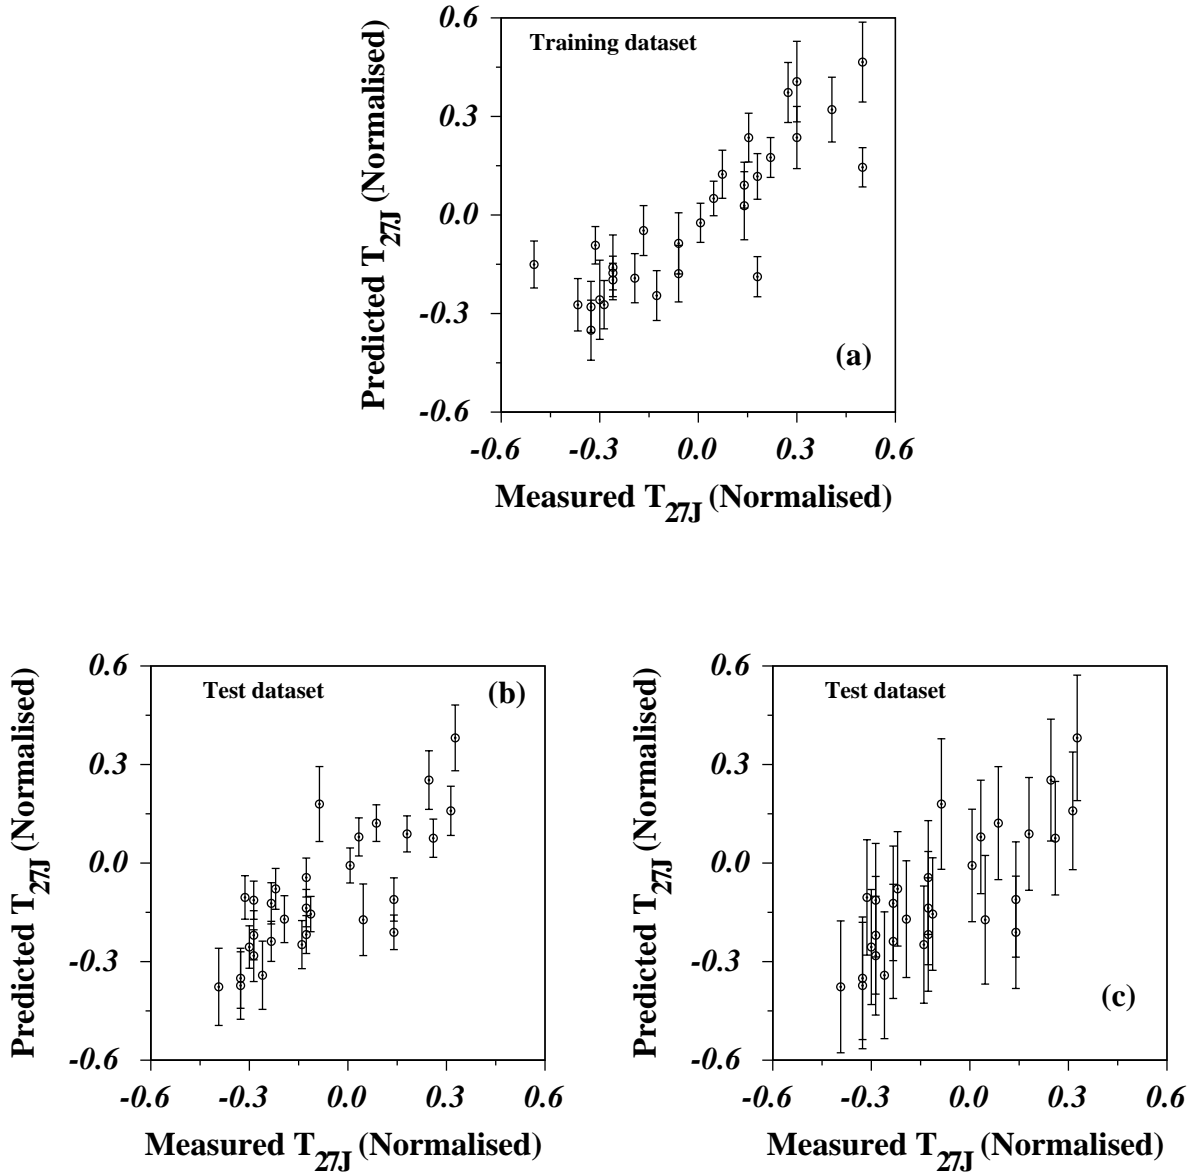 Training dataset
Predicted T27J (Normalised)
0.6
0.3
0.0
-0.3
-0.6
(a)
-0.6 -0.3 0.0 0.3 0.6
Measured T27J (Normalised)
Test dataset
(b)
Predicted T27J (Normalised)
0.6
0.3
0.0
-0.3
-0.6
-0.6 -0.3 0.0 0.3 0.6
Measured T27J (Normalised)
Test dataset
Predicted T27J (Normalised)
0.6
0.3
0.0
-0.3
-0.6
(c)
-0.6 -0.3 0.0 0.3 0.6
Measured T27J (Normalised)